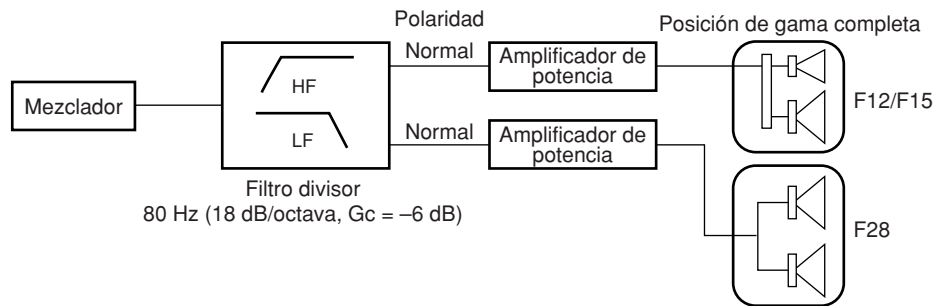 Polaridad
Posición de gama completa
Mezclador
HF
LF
Normal
Normal
Amplificador de
potencia
Amplificador de
potencia
F12/F15
F28
Filtro divisor
80 Hz (18 dB/octava, Gc = –6 dB)